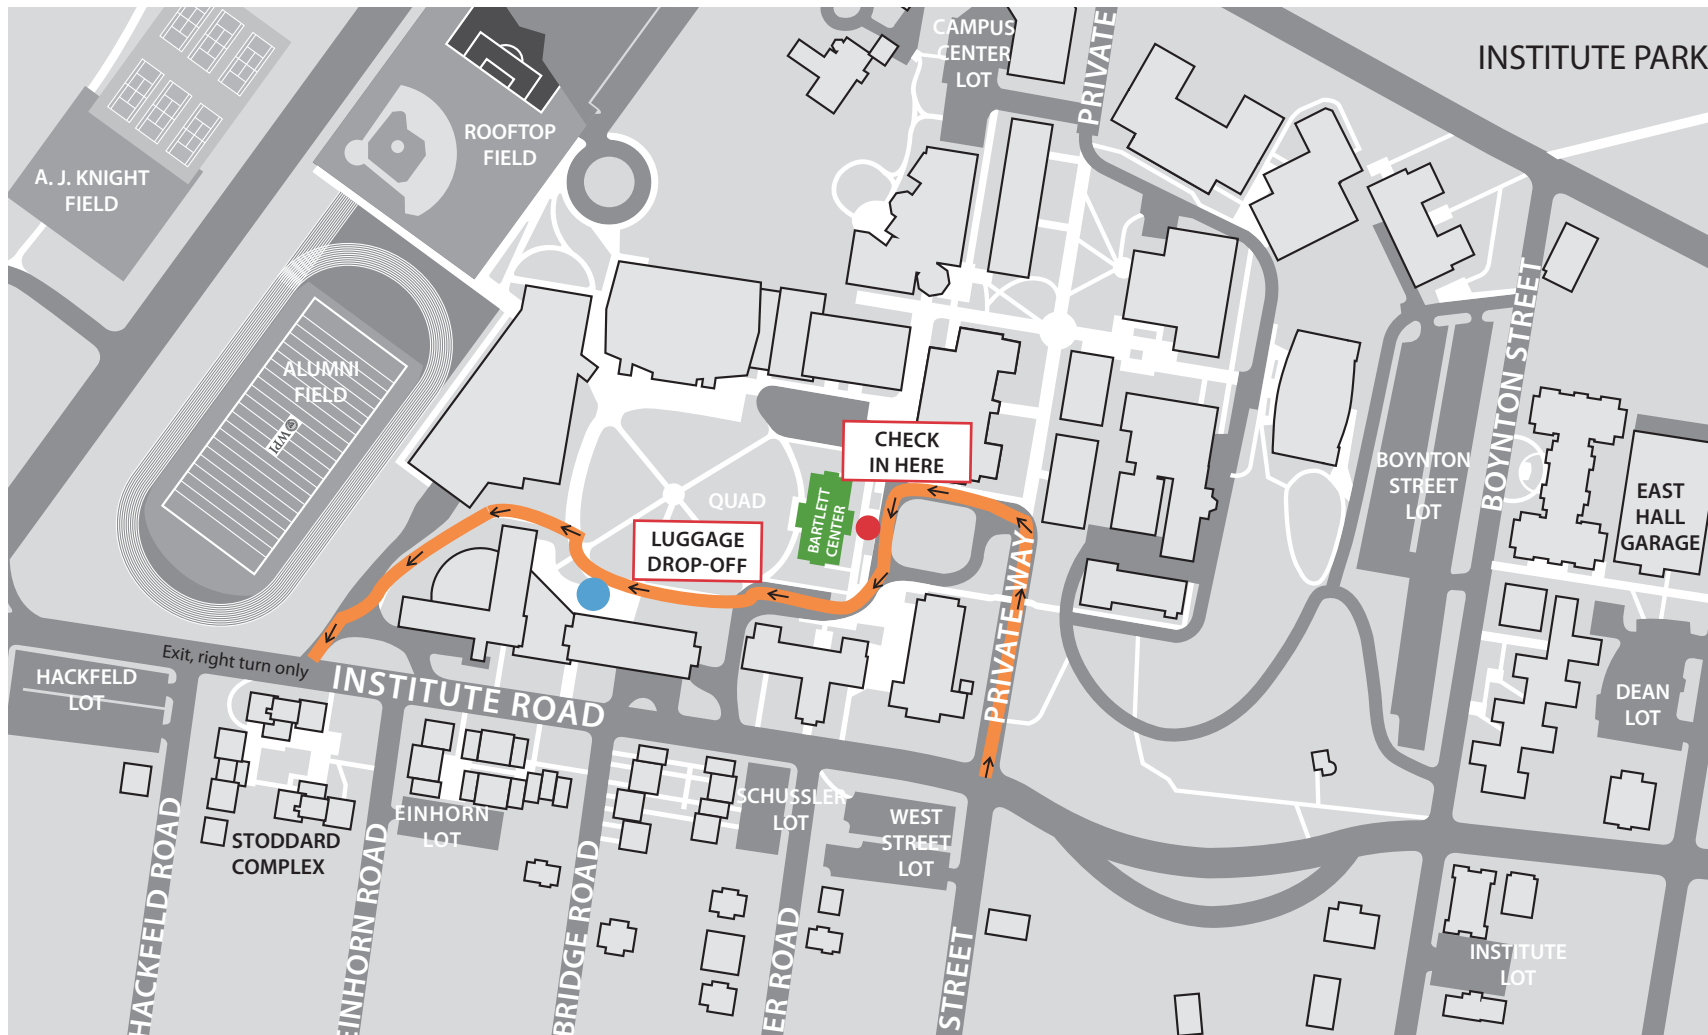 CAMPUS
CENTER
LOT
PRIVATE
INSTITUTE PARK
ROOFTOP
FIELD
A. J. KNIGHT
FIELD
BOYNTON STREET
ALUMNI
FIELD
WPI
CHECK
IN HERE
QUAD
BARTLETT
CENTER
LUGGAGE
DROP-OFF
BOYNTON
STREET
LOT
EAST
HALL
GARAGE
PRIVATE WAY
Exit, right turn only
INSTITUTE ROAD
HACKFELD
LOT
DEAN
LOT
STODDARD
COMPLEX
EINHORN
LOT
SCHUSSLER
LOT
WEST
STREET
LOT
HACKFELD ROAD
EINHORN ROAD
BRIDGE ROAD
ER ROAD
STREET
INSTITUTE
LOT